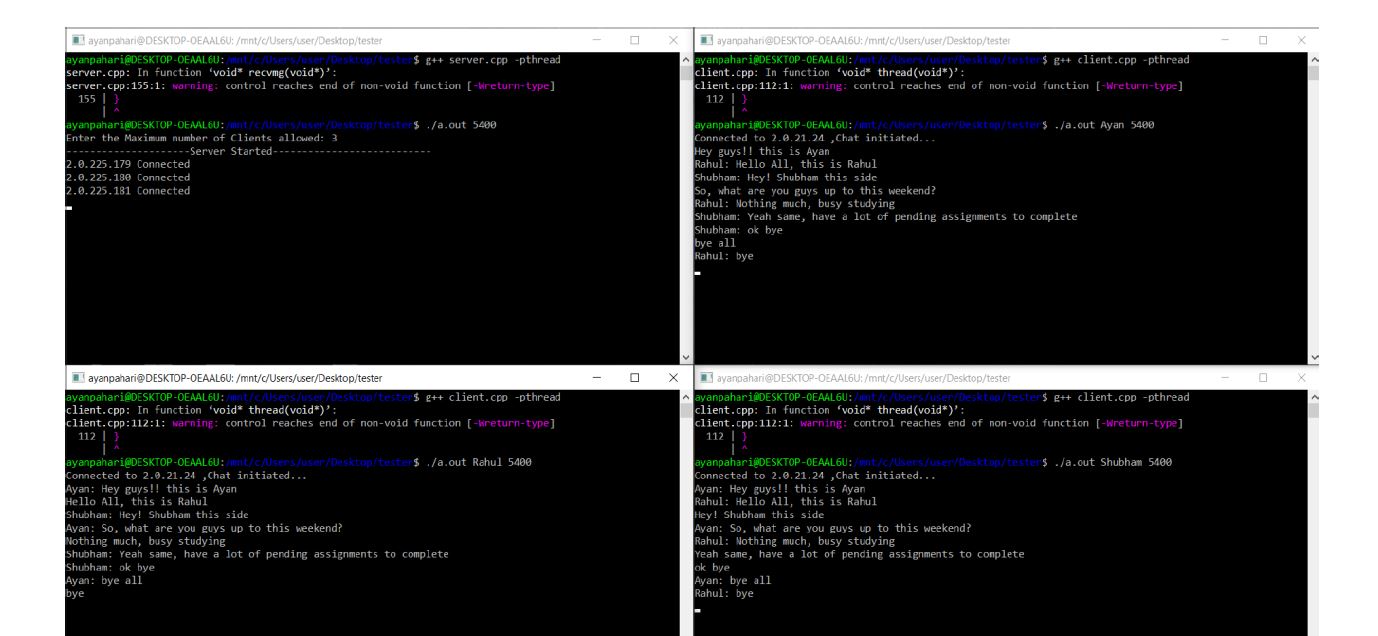 ayanpahari@DESKTOP-0EAAL6U: /mnt/c/Users/user/Desktop/tester
ayanpahari@DESKTOP-0EAAL6U:/mnt/c/Users/user/Desktop/tester$ g++ server.cpp -pthread
server.cpp: In function ‘void* recvmg(void*)’:
server.cpp:155:1: warning: control reaches end of non-void function [-Wreturn-type]
155 | }
| ^
ayanpahari@DESKTOP-0EAAL6U:/mnt/c/Users/user/Desktop/tester$ ./a.out 5400
Enter the Maximum number of Clients allowed: 3
---------------------Server Started--------------------------
2.0.225.179 Connected
2.0.225.180 Connected
2.0.225.181 Connected
ayanpahari@DESKTOP-0EAAL6U: /mnt/c/Users/user/Desktop/tester
ayanpahari@DESKTOP-0EAAL6U:/mnt/c/Users/user/Desktop/tester$ g++ client.cpp -pthread
client.cpp: In function ‘void* thread(void*)’:
client.cpp:112:1: warning: control reaches end of non-void function [-Wreturn-type]
112 | }
| ^
ayanpahari@DESKTOP-0EAAL6U:/mnt/c/Users/user/Desktop/tester$ ./a.out Ayan 5400
Connected to 2.0.21.24 ,Chat initiated...
Hey guys!! this is Ayan
Rahul: Hello All, this is Rahul
Shubham: Hey! Shubham this side
So, what are you guys up to this weekend?
Rahul: Nothing much, busy studying
Shubham: Yeah same, have a lot of pending assignments to complete
Shubham: ok bye
bye all
Rahul: bye
ayanpahari@DESKTOP-0EAAL6U: /mnt/c/Users/user/Desktop/tester
ayanpahari@DESKTOP-0EAAL6U:/mnt/c/Users/user/Desktop/tester$ g++ client.cpp -pthread
client.cpp: In function ‘void* thread(void*)’:
client.cpp:112:1: warning: control reaches end of non-void function [-Wreturn-type]
112 | }
| ^
ayanpahari@DESKTOP-0EAAL6U:/mnt/c/Users/user/Desktop/tester$ ./a.out Rahul 5400
Connected to 2.0.21.24 ,Chat initiated...
Ayan: Hey guys!! this is Ayan
Hello All, this is Rahul
Shubham: Hey! Shubham this side
Ayan: So, what are you guys up to this weekend?
Nothing much, busy studying
Shubham: Yeah same, have a lot of pending assignments to complete
Shubham: ok bye
Ayan: bye all
bye
ayanpahari@DESKTOP-0EAAL6U: /mnt/c/Users/user/Desktop/tester
ayanpahari@DESKTOP-0EAAL6U:/mnt/c/Users/user/Desktop/tester$ g++ client.cpp -pthread
client.cpp: In function ‘void* thread(void*)’:
client.cpp:112:1: warning: control reaches end of non-void function [-Wreturn-type]
112 | }
| ^
ayanpahari@DESKTOP-0EAAL6U:/mnt/c/Users/user/Desktop/tester$ ./a.out Shubham 5400
Connected to 2.0.21.24 ,Chat initiated...
Ayan: Hey guys!! this is Ayan
Rahul: Hello All, this is Rahul
Hey! Shubham this side
Ayan: So, what are you guys up to this weekend?
Rahul: Nothing much, busy studying
Yeah same, have a lot of pending assignments to complete
ok bye
Ayan: bye all
Rahul: bye